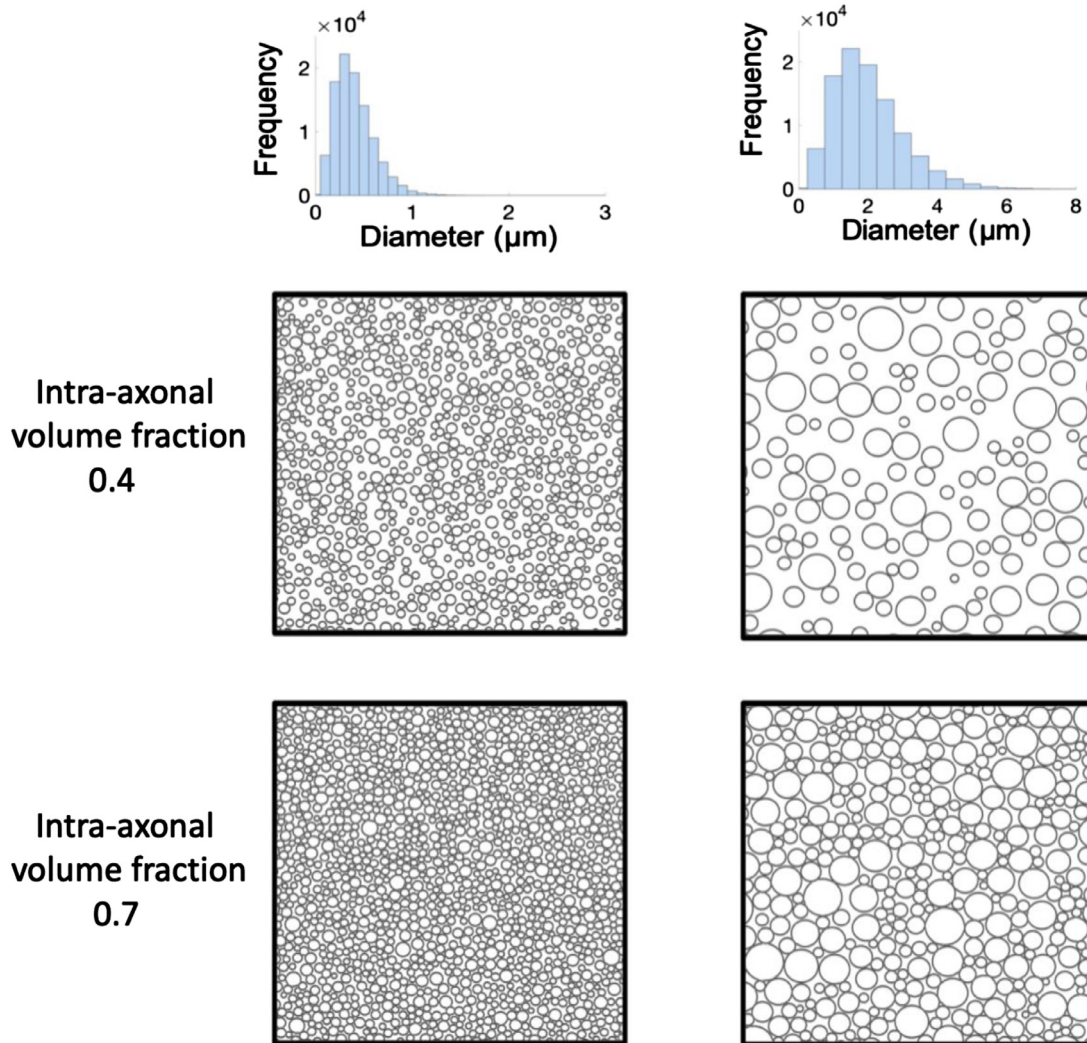 ×10⁴
2
1
0
Frequency
0
1
2
3
Diameter (μm)
×10⁴
2
1
0
Frequency
0
2
4
6
8
Diameter (μm)
Intra-axonal
volume fraction
0.4
Intra-axonal
volume fraction
0.7